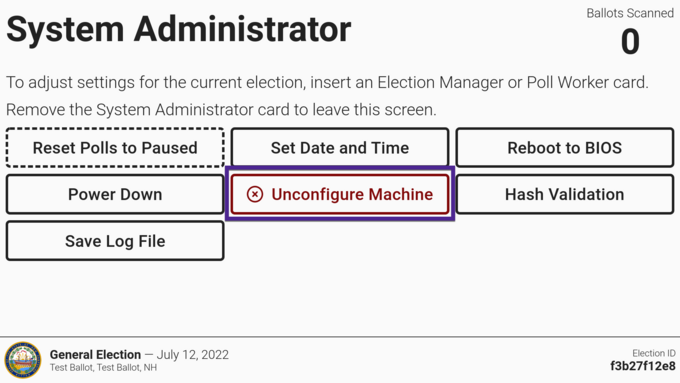 System Administrator
Ballots Scanned
0
To adjust settings for the current election, insert an Election Manager or Poll Worker card.
Remove the System Administrator card to leave this screen.
Reset Polls to Paused
Set Date and Time
Reboot to BIOS
Power Down
Unconfigure Machine
Hash Validation
Save Log File
General Election — July 12, 2022
Test Ballot, Test Ballot, NH
Election ID
f3b27f12e8